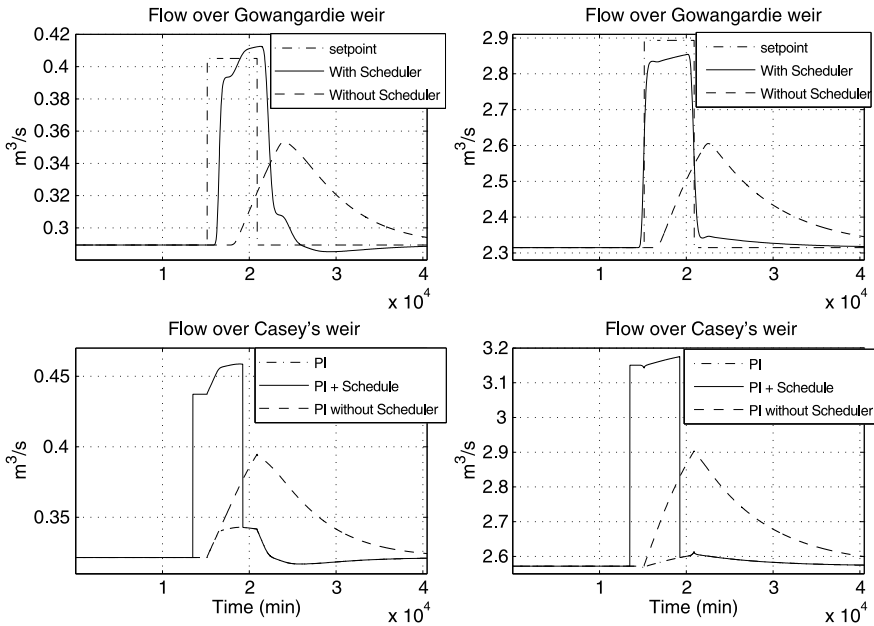 Flow over Gowangardie weir
0.42
0.4
0.38
0.36
0.34
0.32
0.3
m³/s
setpoint
With Scheduler
Without Scheduler
1
2
3
4
x 10⁴
Flow over Gowangardie weir
2.9
2.8
2.7
2.6
2.5
2.4
2.3
m³/s
setpoint
With Scheduler
Without Scheduler
1
2
3
4
x 10⁴
Flow over Casey's weir
0.45
0.4
0.35
m³/s
PI
PI + Schedule
PI without Scheduler
1
2
3
4
Time (min)
x 10⁴
Flow over Casey's weir
3.2
3.1
3
2.9
2.8
2.7
2.6
m³/s
PI
PI + Schedule
PI without Scheduler
1
2
3
4
Time (min)
x 10⁴